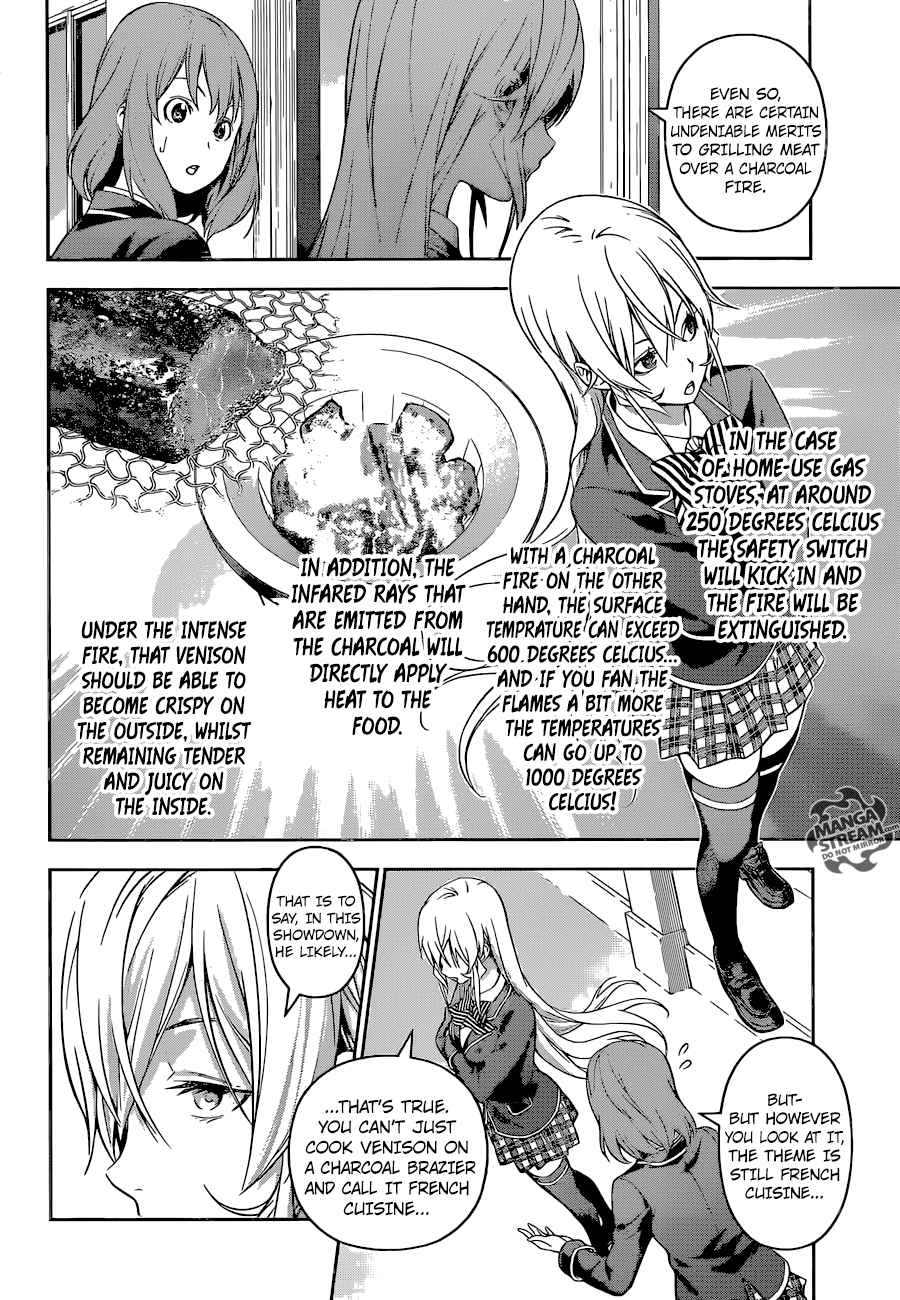 EVEN SO,
THERE ARE CERTAIN
UNDENIABLE MERITS
TO GRILLING MEAT
OVER A CHARCOAL
FIRE.
IN THE CASE
OF HOME-USE GAS
STOVES, AT AROUND
250 DEGREES CELCIUS
THE SAFETY SWITCH
WILL KICK IN AND
THE FIRE WILL BE
EXTINGUISHED.
WITH A CHARCOAL
FIRE ON THE OTHER
HAND, THE SURFACE
TEMPRATURE CAN EXCEED
600 DEGREES CELCIUS...
AND IF YOU FAN THE
FLAMES A BIT MORE
THE TEMPERATURES
CAN GO UP TO
1000 DEGREES
CELCIUS!
IN ADDITION, THE
INFARED RAYS THAT
ARE EMITTED FROM
THE CHARCOAL WILL
DIRECTLY APPLY
HEAT TO THE
FOOD.
UNDER THE INTENSE
FIRE, THAT VENISON
SHOULD BE ABLE TO
BECOME CRISPY ON
THE OUTSIDE, WHILST
REMAINING TENDER
AND JUICY ON
THE INSIDE.
MANGA
STREAM.com
DO NOT MIRROR
BUT-
BUT HOWEVER
YOU LOOK AT IT,
THE THEME IS
STILL FRENCH
CUISINE...
...THAT'S TRUE.
YOU CAN'T JUST
COOK VENISON ON
A CHARCOAL BRAZIER
AND CALL IT FRENCH
CUISINE...
THAT IS TO
SAY, IN THIS
SHOWDOWN,
HE LIKELY...